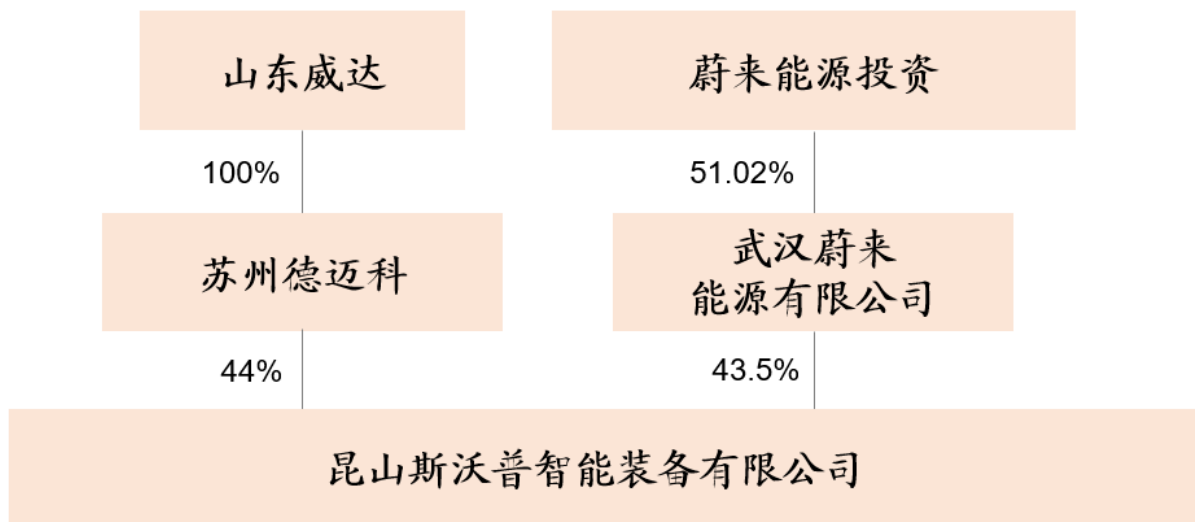 山东威达
蔚来能源投资
100%
51.02%
苏州德迈科
武汉蔚来
能源有限公司
44%
43.5%
昆山斯沃普智能装备有限公司